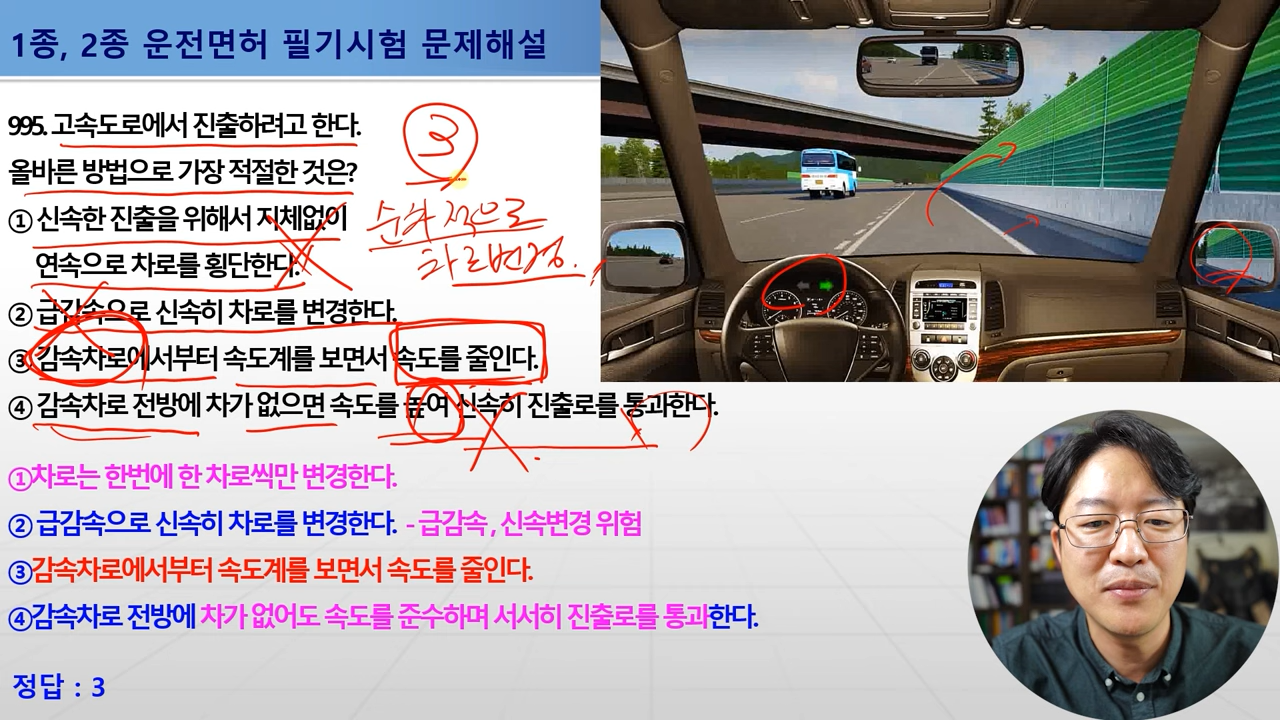 1종, 2종 운전면허 필기시험 문제해설
995. 고속도로에서 진출하려고 한다.
올바른 방법으로 가장 적절한 것은?
① 신속한 진출을 위해서 지체없이
연속으로 차로를 횡단한다.
② 급감속으로 신속히 차로를 변경한다.
③ 감속차로에서부터 속도계를 보면서 속도를 줄인다.
④ 감속차로 전방에 차가 없으면 속도를 높여 신속히 진출로를 통과한다.
3
순차적으로
차로변경.
①차로는 한번에 한 차로씩만 변경한다.
② 급감속으로 신속히 차로를 변경한다. - 급감속 , 신속변경 위험
③감속차로에서부터 속도계를 보면서 속도를 줄인다.
④감속차로 전방에 차가 없어도 속도를 준수하며 서서히 진출로를 통과한다.
정답 : 3